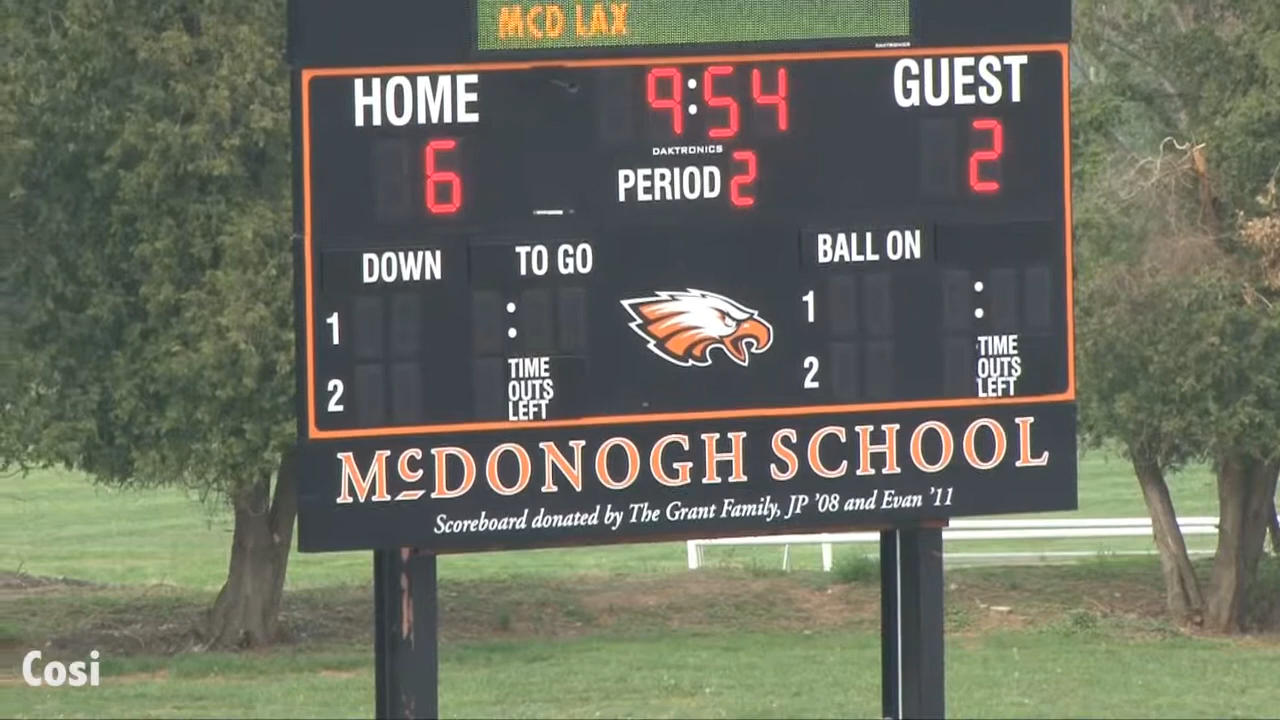 MCD LAX
DAKTRONICS
HOME 9:54 GUEST
6 DAKTRONICS 2
PERIOD 2
DOWN TO GO BALL ON
1 : 1 :
2 TIME OUTS LEFT 2 TIME OUTS LEFT
McDONOGH SCHOOL
Scoreboard donated by The Grant Family, JP '08 and Evan '11
Cosi